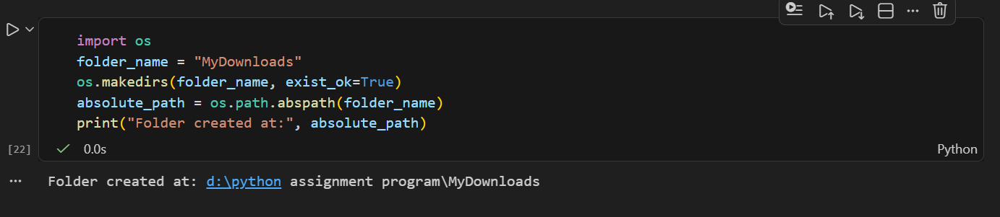 import os
folder_name = "MyDownloads"
os.makedirs(folder_name, exist_ok=True)
absolute_path = os.path.abspath(folder_name)
print("Folder created at:", absolute_path)
[22]
0.0s
Python
Folder created at: d:\python assignment program\MyDownloads